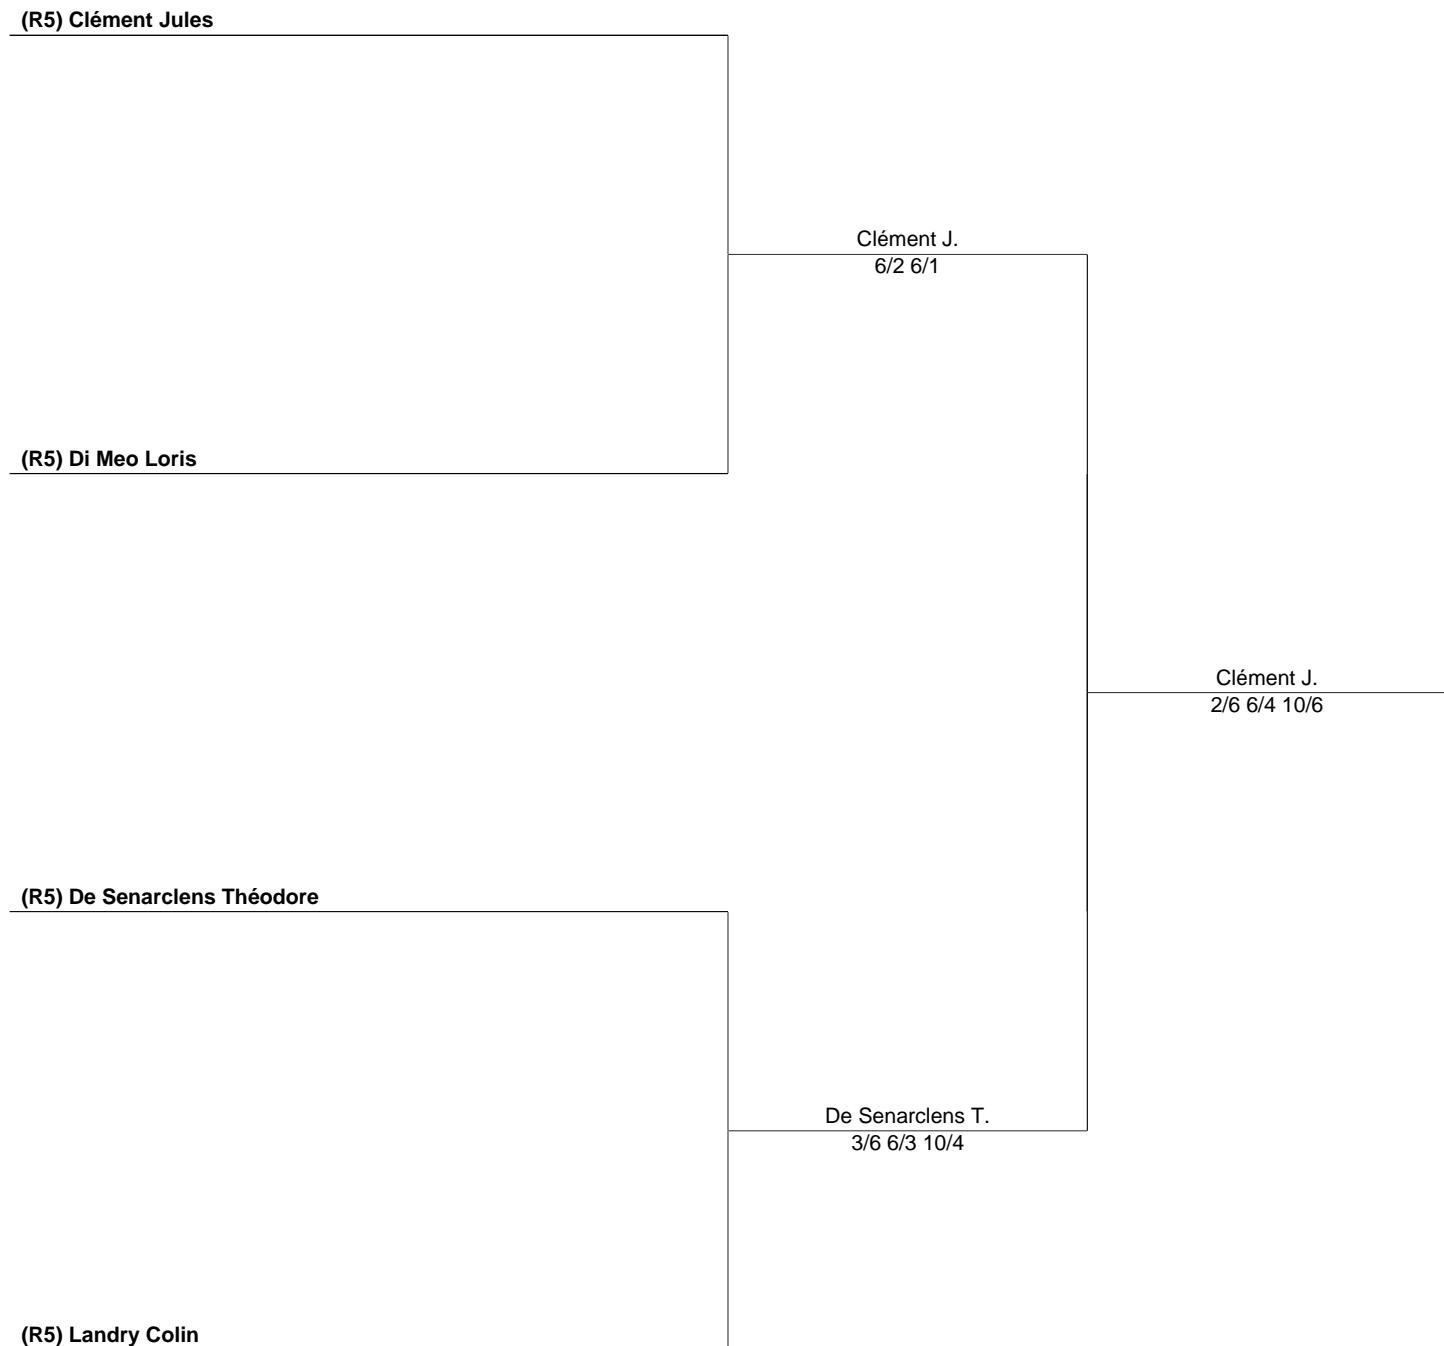 (R5) Clément Jules
Clément J.
6/2 6/1
(R5) Di Meo Loris
Clément J.
2/6 6/4 10/6
(R5) De Senarclens Théodore
De Senarclens T.
3/6 6/3 10/4
(R5) Landry Colin